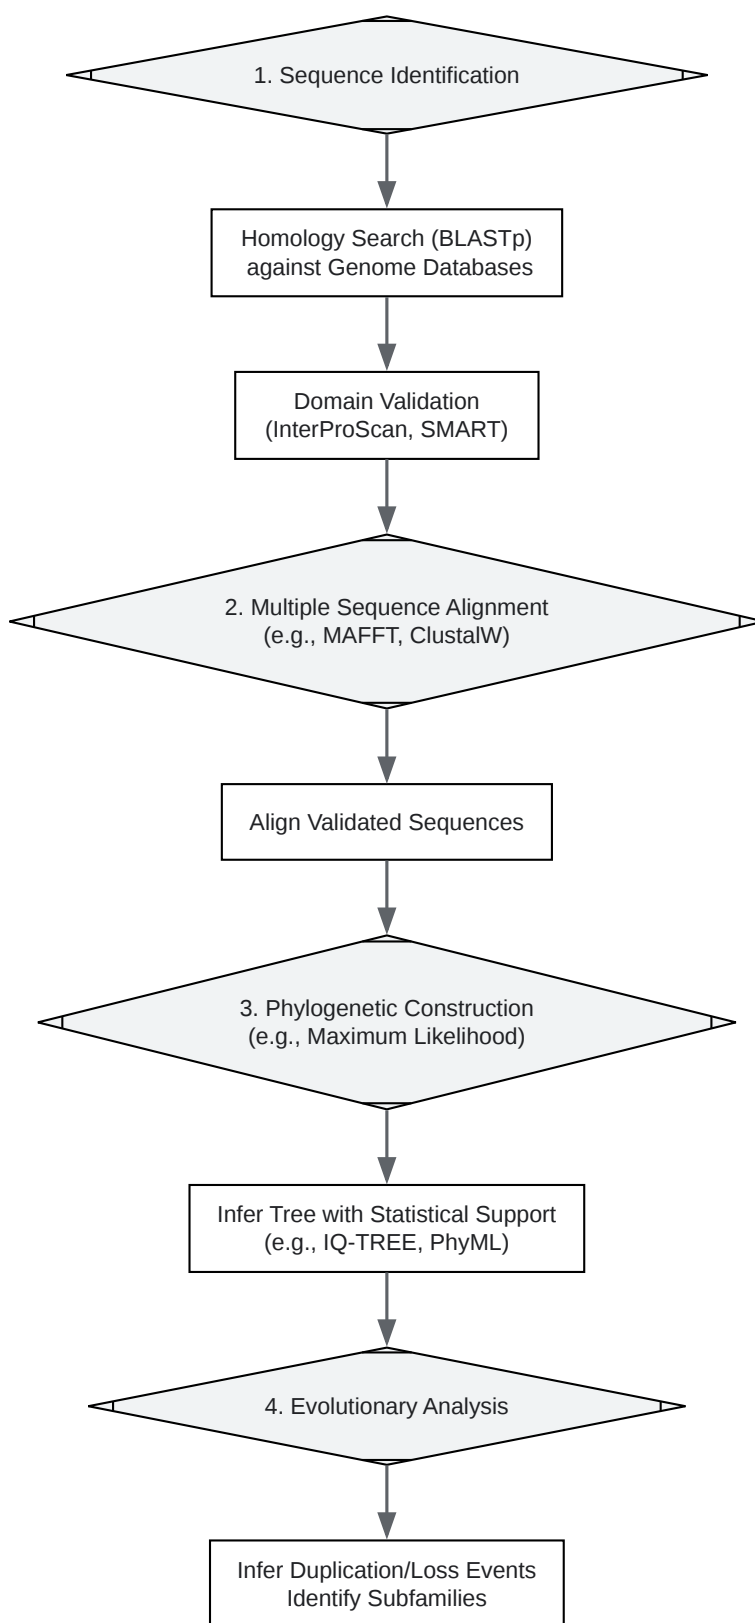 1. Sequence Identification
Homology Search (BLASTp)
against Genome Databases
Domain Validation
(InterProScan, SMART)
2. Multiple Sequence Alignment
(e.g., MAFFT, ClustalW)
Align Validated Sequences
3. Phylogenetic Construction
(e.g., Maximum Likelihood)
Infer Tree with Statistical Support
(e.g., IQ-TREE, PhyML)
4. Evolutionary Analysis
Infer Duplication/Loss Events
Identify Subfamilies